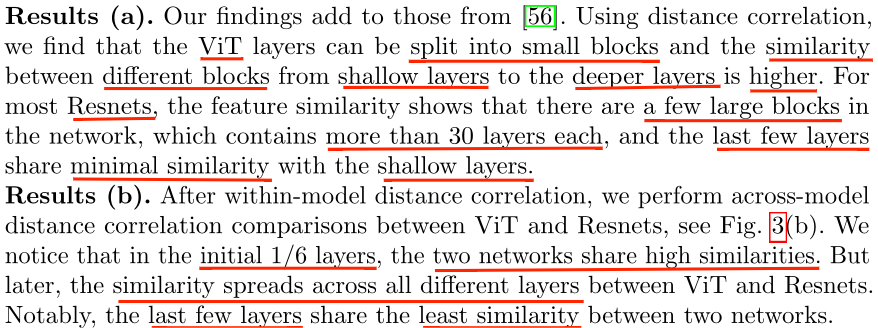 Results (a). Our findings add to those from [56]. Using distance correlation,
we find that the ViT layers can be split into small blocks and the similarity
between different blocks from shallow layers to the deeper layers is higher. For
most Resnets, the feature similarity shows that there are a few large blocks in
the network, which contains more than 30 layers each, and the last few layers
share minimal similarity with the shallow layers.
Results (b). After within-model distance correlation, we perform across-model
distance correlation comparisons between ViT and Resnets, see Fig. 3(b). We
notice that in the initial 1/6 layers, the two networks share high similarities. But
later, the similarity spreads across all different layers between ViT and Resnets.
Notably, the last few layers share the least similarity between two networks.